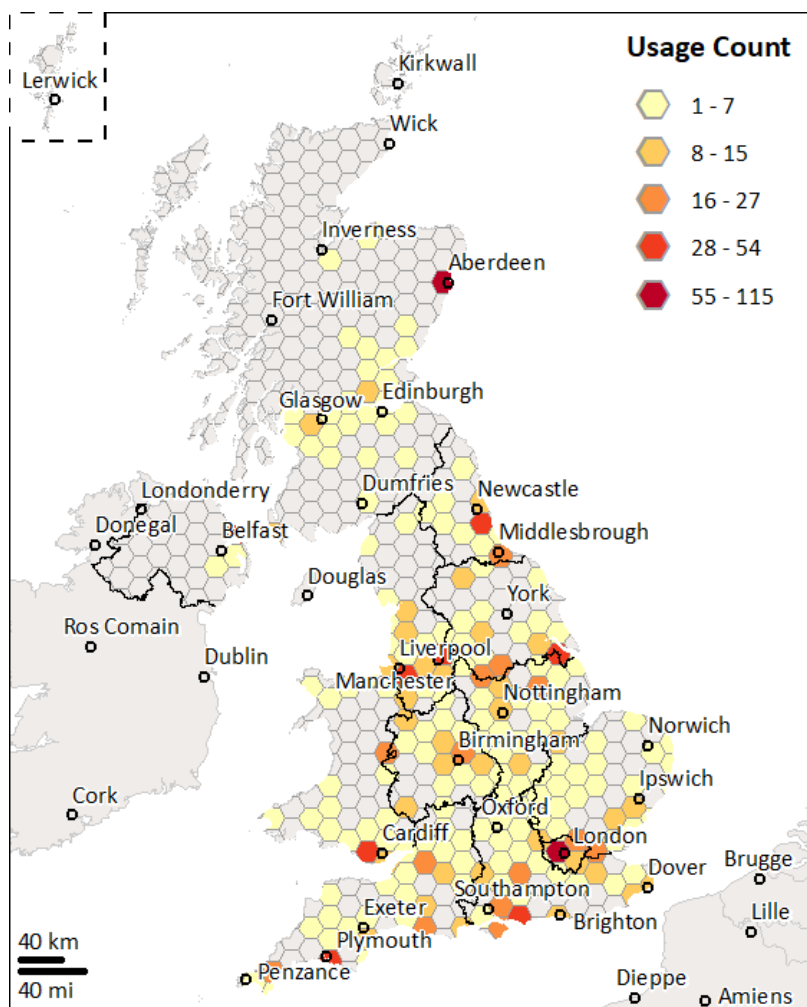 Usage Count
1 - 7
8 - 15
16 - 27
28 - 54
55 - 115
Lerwick
Kirkwall
Wick
Inverness
Aberdeen
Fort William
Glasgow
Edinburgh
Londonderry
Dumfries
Newcastle
Donegal
Belfast
Middlesbrough
Douglas
York
Ros Comain
Dublin
Liverpool
Manchester
Nottingham
Norwich
Birmingham
Ipswich
Cork
Oxford
Cardiff
London
Dover
Brugge
Southampton
Exeter
Brighton
Lille
Plymouth
40 km
40 mi
Penzance
Dieppe
Amiens